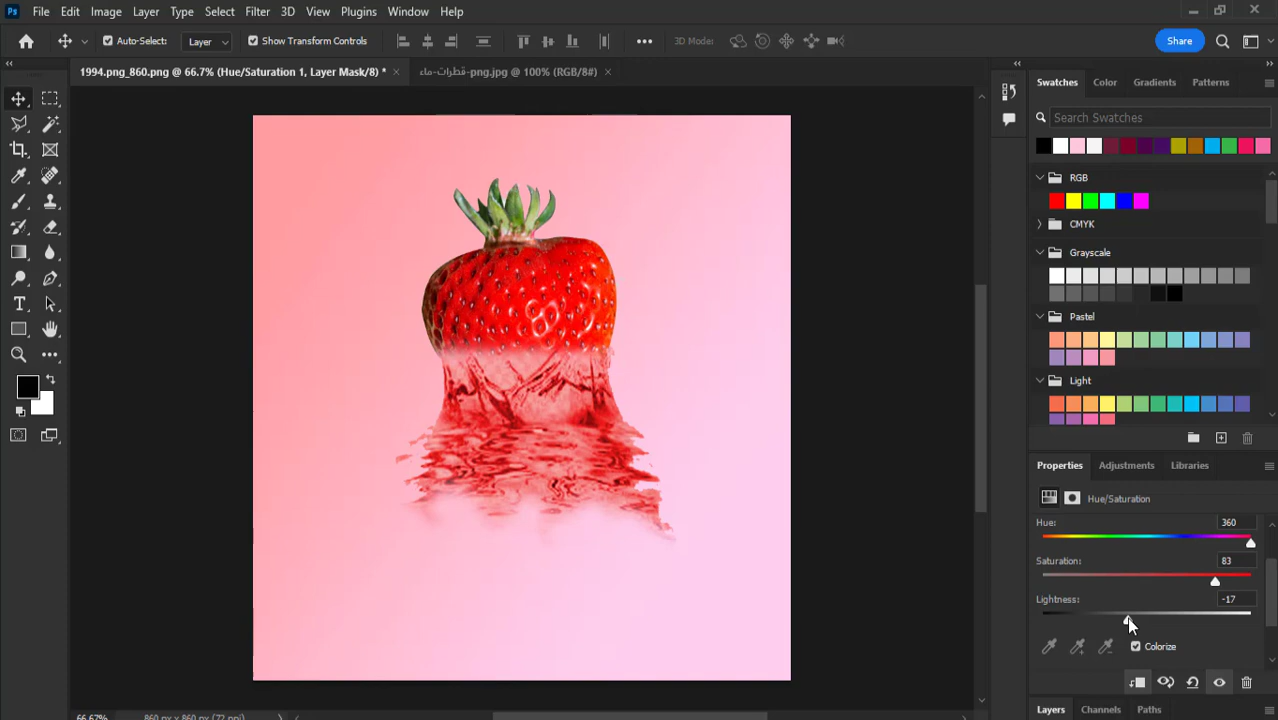 Ps File Edit Image Layer Type Select Filter 3D View Plugins Window Help
Auto-Select: Layer Show Transform Controls 3D Mode: Share
1994.png_860.png @ 66.7% (Hue/Saturation 1, Layer Mask/8) *
قطرات-ماء-png.jpg @ 100% (RGB/8#)
Swatches Color Gradients Patterns
Search Swatches
RGB
CMYK
Grayscale
Pastel
Light
Properties Adjustments Libraries
Hue/Saturation
Hue: 360
Saturation: 83
Lightness: -17
Colorize
Layers Channels Paths
66.67% 860 px x 860 px (72 ppi)